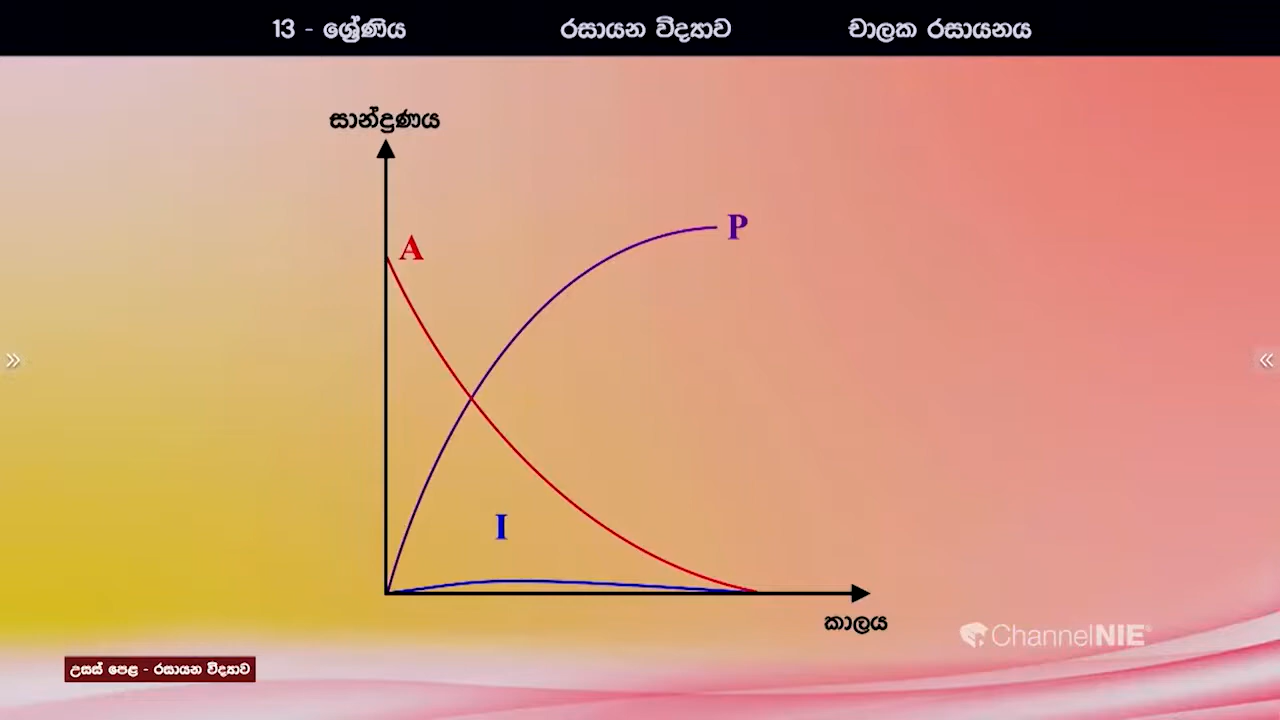 13 - ශ්‍රේණිය රසායන විද්‍යාව චාලක රසායනය
සාන්ද්‍රණය
A
P
I
කාලය
ChannelNIE
උසස් පෙළ - රසායන විද්‍යාව